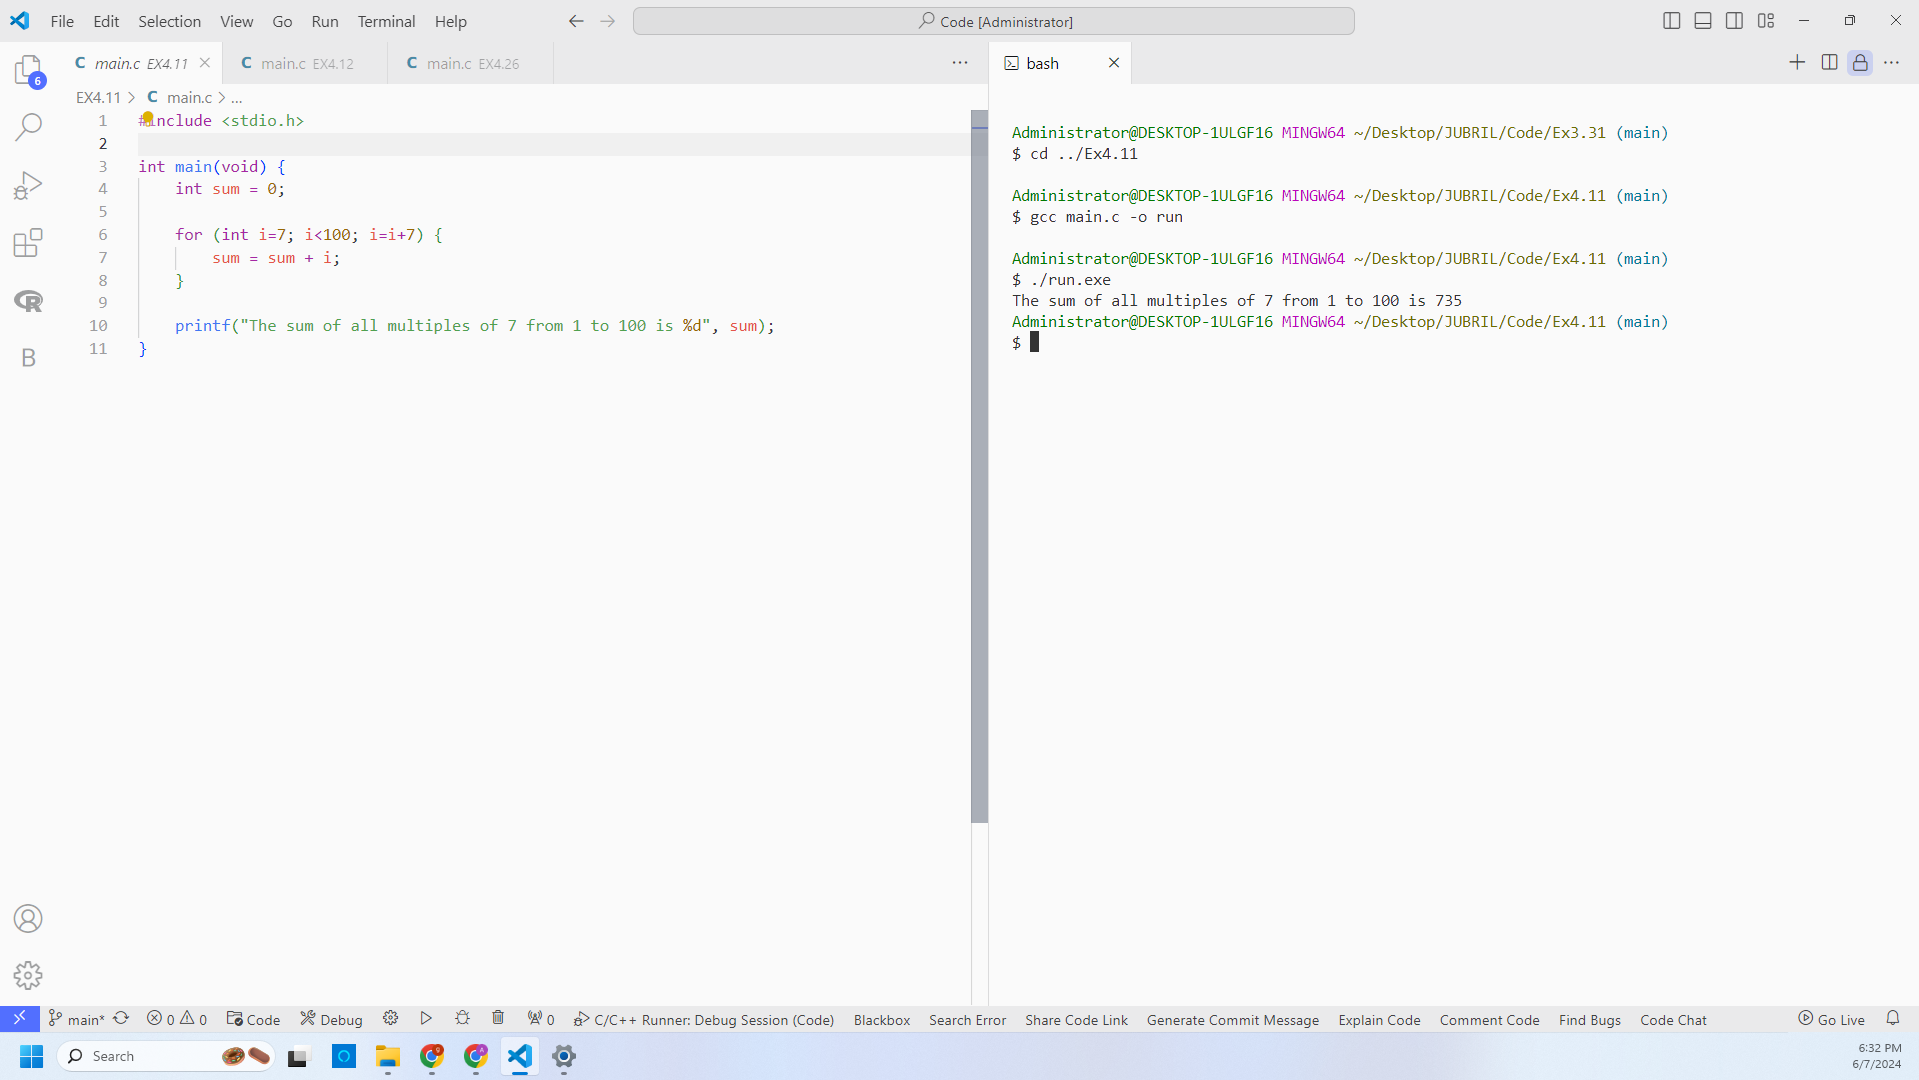 File Edit Selection View Go Run Terminal Help
Code [Administrator]
C main.c EX4.11
C main.c EX4.12
C main.c EX4.26
bash
6
EX4.11 > C main.c > ...
1 #include <stdio.h>
2
3 int main(void) {
4 int sum = 0;
5
6 for (int i=7; i<100; i=i+7) {
7 sum = sum + i;
8 }
9
10 printf("The sum of all multiples of 7 from 1 to 100 is %d", sum);
11 }
R
B
Administrator@DESKTOP-1ULGF16 MINGW64 ~/Desktop/JUBRIL/Code/Ex3.31 (main)
$ cd ../Ex4.11
Administrator@DESKTOP-1ULGF16 MINGW64 ~/Desktop/JUBRIL/Code/Ex4.11 (main)
$ gcc main.c -o run
Administrator@DESKTOP-1ULGF16 MINGW64 ~/Desktop/JUBRIL/Code/Ex4.11 (main)
$ ./run.exe
The sum of all multiples of 7 from 1 to 100 is 735
Administrator@DESKTOP-1ULGF16 MINGW64 ~/Desktop/JUBRIL/Code/Ex4.11 (main)
$
main* 0 0 Code Debug 0 C/C++ Runner: Debug Session (Code) Blackbox Search Error Share Code Link Generate Commit Message Explain Code Comment Code Find Bugs Code Chat Go Live
Search
6:32 PM
6/7/2024